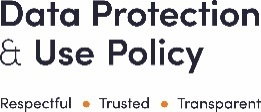 Data Protection
& Use Policy
Respectful • Trusted • Transparent